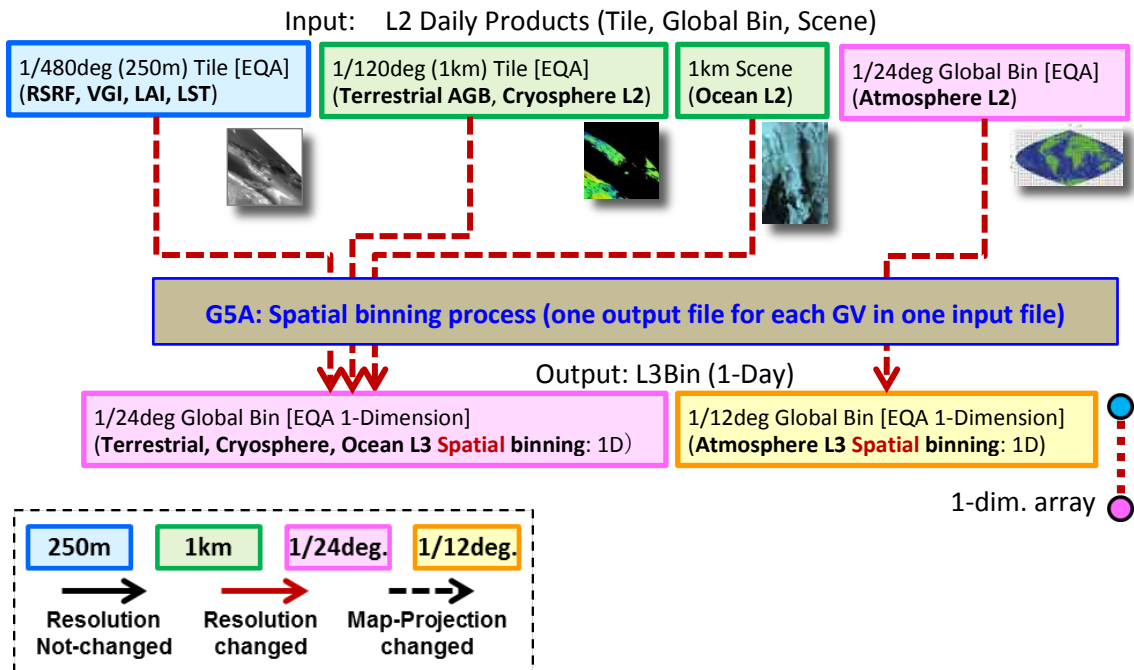 Input: L2 Daily Products (Tile, Global Bin, Scene)
1/480deg (250m) Tile [EQA]
(RSRF, VGI, LAI, LST)
1/120deg (1km) Tile [EQA]
(Terrestrial AGB, Cryosphere L2)
1km Scene
(Ocean L2)
1/24deg Global Bin [EQA]
(Atmosphere L2)
G5A: Spatial binning process (one output file for each GV in one input file)
Output: L3Bin (1-Day)
1/24deg Global Bin [EQA 1-Dimension]
(Terrestrial, Cryosphere, Ocean L3 Spatial binning: 1D)
1/12deg Global Bin [EQA 1-Dimension]
(Atmosphere L3 Spatial binning: 1D)
1-dim. array
250m
1km
1/24deg.
1/12deg.
Resolution
Not-changed
Resolution
changed
Map-Projection
changed